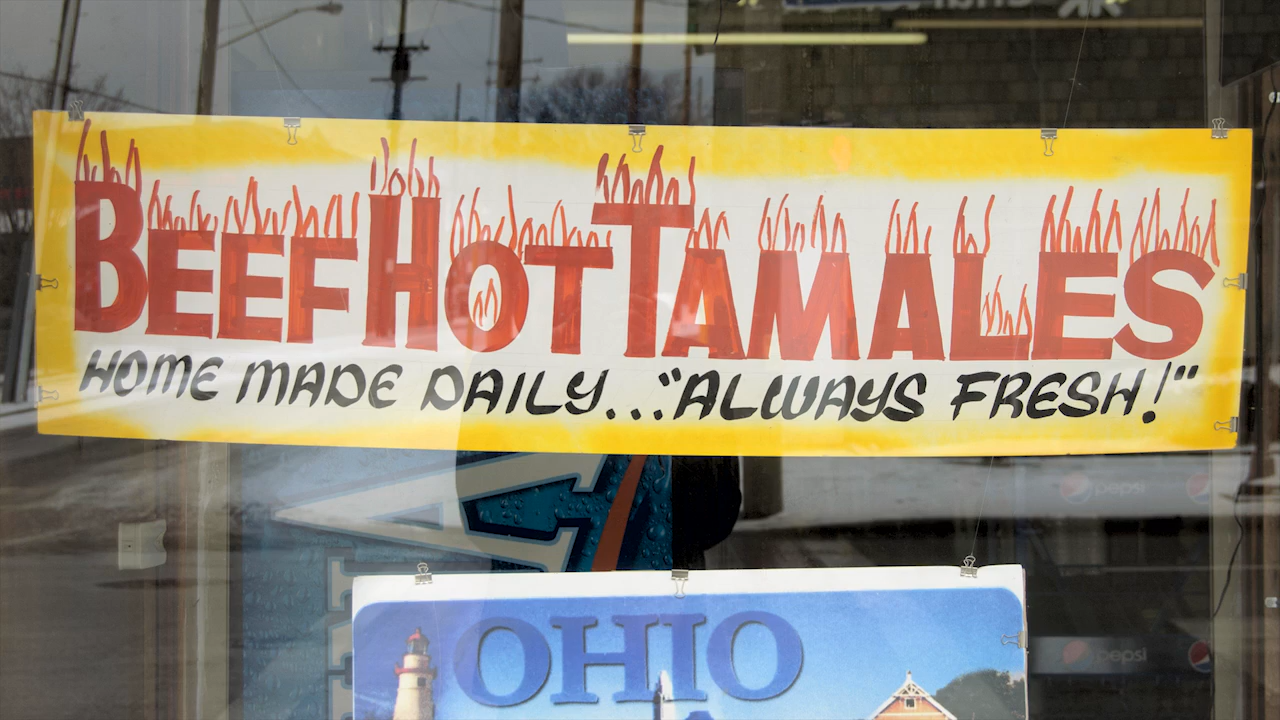 BEEF HOT TAMALES
HOME MADE DAILY... "ALWAYS FRESH!"
pepsi
OHIO
pepsi